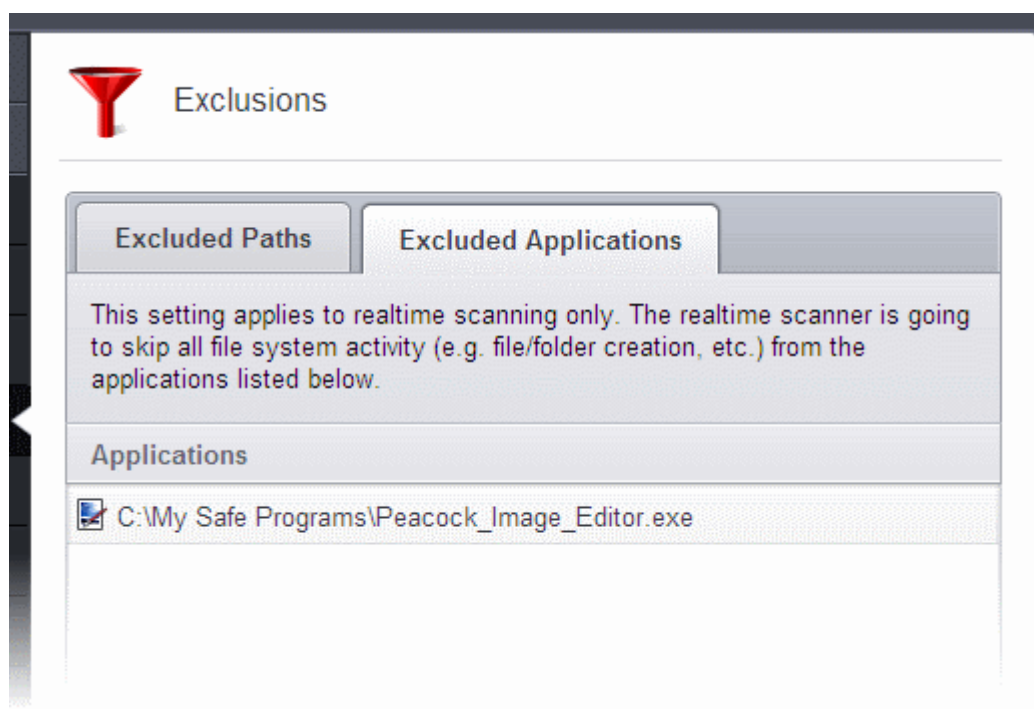 Exclusions
Excluded Paths
Excluded Applications
This setting applies to realtime scanning only. The realtime scanner is going
to skip all file system activity (e.g. file/folder creation, etc.) from the
applications listed below.
Applications
C:\My Safe Programs\Peacock_Image_Editor.exe